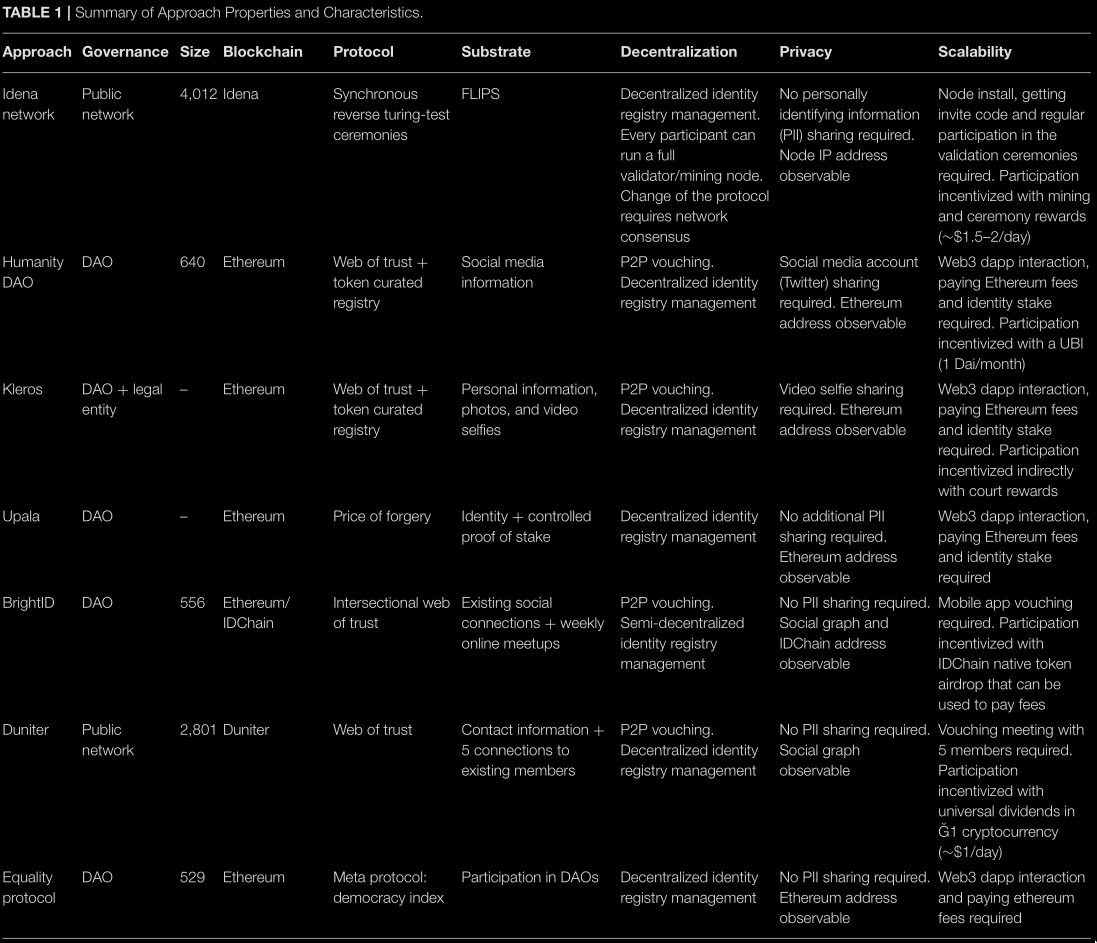 TABLE 1 | Summary of Approach Properties and Characteristics.
Approach Governance Size Blockchain Protocol Substrate Decentralization Privacy Scalability
Idena network
Public network
4,012
Idena
Synchronous
reverse turing-test
ceremonies
FLIPS
Decentralized identity
registry management.
Every participant can
run a full
validator/mining node.
Change of the protocol
requires network
consensus
No personally
identifying information
(PII) sharing required.
Node IP address
observable
Node install, getting
invite code and regular
participation in the
validation ceremonies
required. Participation
incentivized with mining
and ceremony rewards
(~$1.5–2/day)
Humanity
DAO
DAO
640
Ethereum
Web of trust +
token curated
registry
Social media
information
P2P vouching.
Decentralized identity
registry management
Social media account
(Twitter) sharing
required. Ethereum
address observable
Web3 dapp interaction,
paying Ethereum fees
and identity stake
required. Participation
incentivized with a UBI
(1 Dai/month)
Kleros
DAO + legal
entity
–
Ethereum
Web of trust +
token curated
registry
Personal information,
photos, and video
selfies
P2P vouching.
Decentralized identity
registry management
Video selfie sharing
required. Ethereum
address observable
Web3 dapp interaction,
paying Ethereum fees
and identity stake
required. Participation
incentivized indirectly
with court rewards
Upala
DAO
–
Ethereum
Price of forgery
Identity + controlled
proof of stake
Decentralized identity
registry management
No additional PII
sharing required.
Ethereum address
observable
Web3 dapp interaction,
paying Ethereum fees
and identity stake
required
BrightID
DAO
556
Ethereum/
IDChain
Intersectional web
of trust
Existing social
connections + weekly
online meetups
P2P vouching.
Semi-decentralized
identity registry
management
No PII sharing required.
Social graph and
IDChain address
observable
Mobile app vouching
required. Participation
incentivized with
IDChain native token
airdrop that can be
used to pay fees
Duniter
Public
network
2,801
Duniter
Web of trust
Contact information +
5 connections to
existing members
P2P vouching.
Decentralized identity
registry management
No PII sharing required.
Social graph
observable
Vouching meeting with
5 members required.
Participation
incentivized with
universal dividends in
Ğ1 cryptocurrency
(~$1/day)
Equality
protocol
DAO
529
Ethereum
Meta protocol:
democracy index
Participation in DAOs
Decentralized identity
registry management
No PII sharing required.
Ethereum address
observable
Web3 dapp interaction
and paying ethereum
fees required